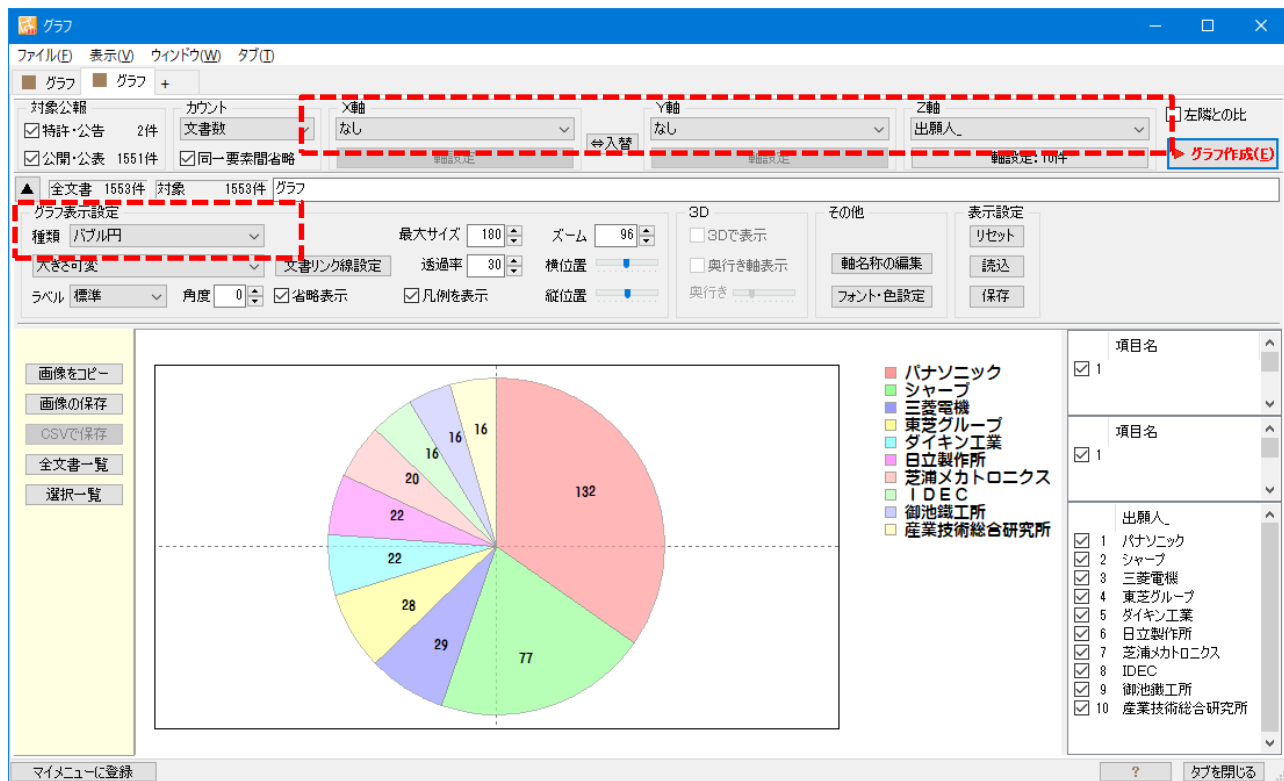 グラフ
ファイル(F) 表示(V) ウィンドウ(W) タブ(T)
グラフ グラフ +
対象公報 カウント X軸 Y軸 Z軸
特許・公告 2件 文書数 なし ⇔入替 なし 出願人_ 左隣との比
公開・公表 1551件 同一要素間省略 軸設定 軸設定 軸設定：10件 グラフ作成(E)
▲ 全文書 1553件 対象 1553件 グラフ
グラフ表示設定 3D その他 表示設定
種類 バブル円 最大サイズ 180 ズーム 96 3Dで表示 リセット
大きさ可変 文書リンク線設定 透過率 30 横位置 奥行き軸表示 軸名称の編集 読込
ラベル 標準 角度 0 省略表示 凡例を表示 縦位置 奥行き フォント・色設定 保存
画像をコピー
画像の保存
CSVで保存
全文書一覧
選択一覧
132
77
29
28
22
22
20
16
16
16
パナソニック
シャープ
三菱電機
東芝グループ
ダイキン工業
日立製作所
芝浦メカトロニクス
ＩＤＥＣ
御池鐵工所
産業技術総合研究所
項目名
1
項目名
1
出願人_
1 パナソニック
2 シャープ
3 三菱電機
4 東芝グループ
5 ダイキン工業
6 日立製作所
7 芝浦メカトロニクス
8 IDEC
9 御池鐵工所
10 産業技術総合研究所
マイメニューに登録 ? タブを閉じる